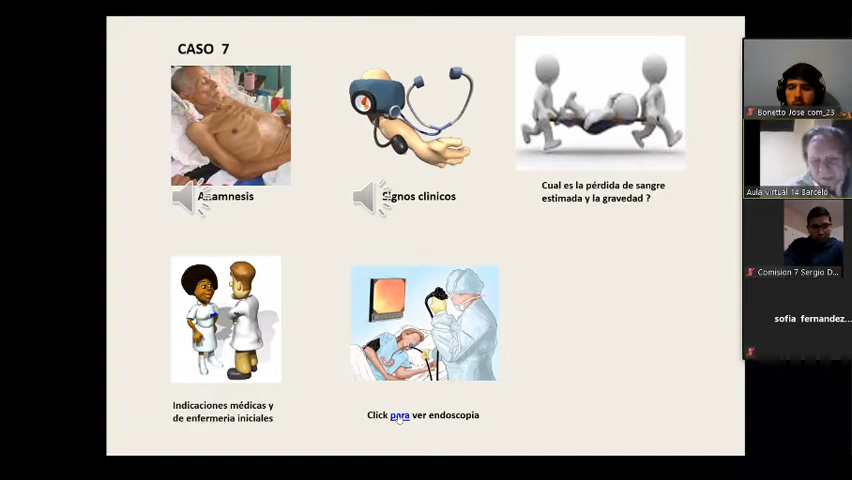 CASO 7
Anamnesis
Signos clinicos
Cual es la pérdida de sangre
estimada y la gravedad ?
Indicaciones médicas y
de enfermeria iniciales
Click para ver endoscopia
Bonetto Jose com_23
Aula Virtual 14 Barceló
Comision 7 Sergio D...
sofia fernandez...